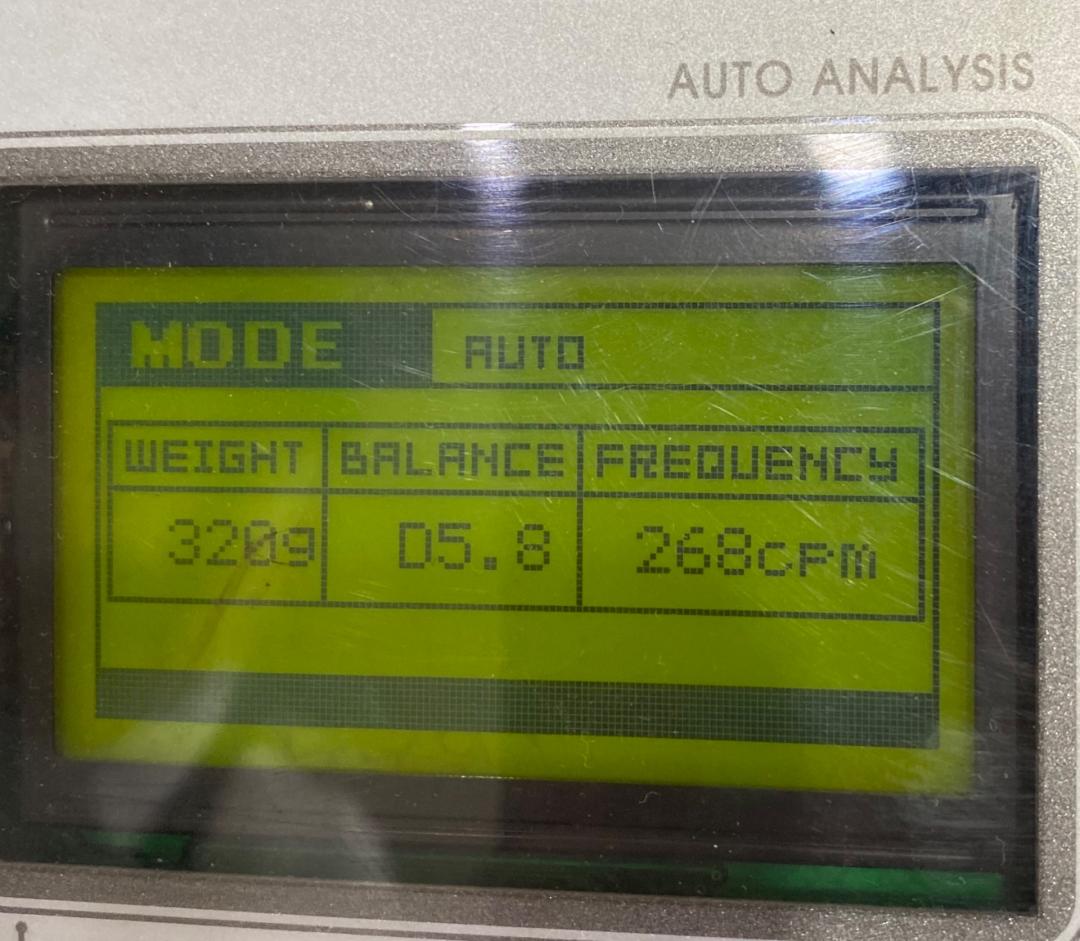 AUTO ANALYSIS
MODE AUTO
WEIGHT BALANCE FREQUENCY
320g D5.8 268cpm